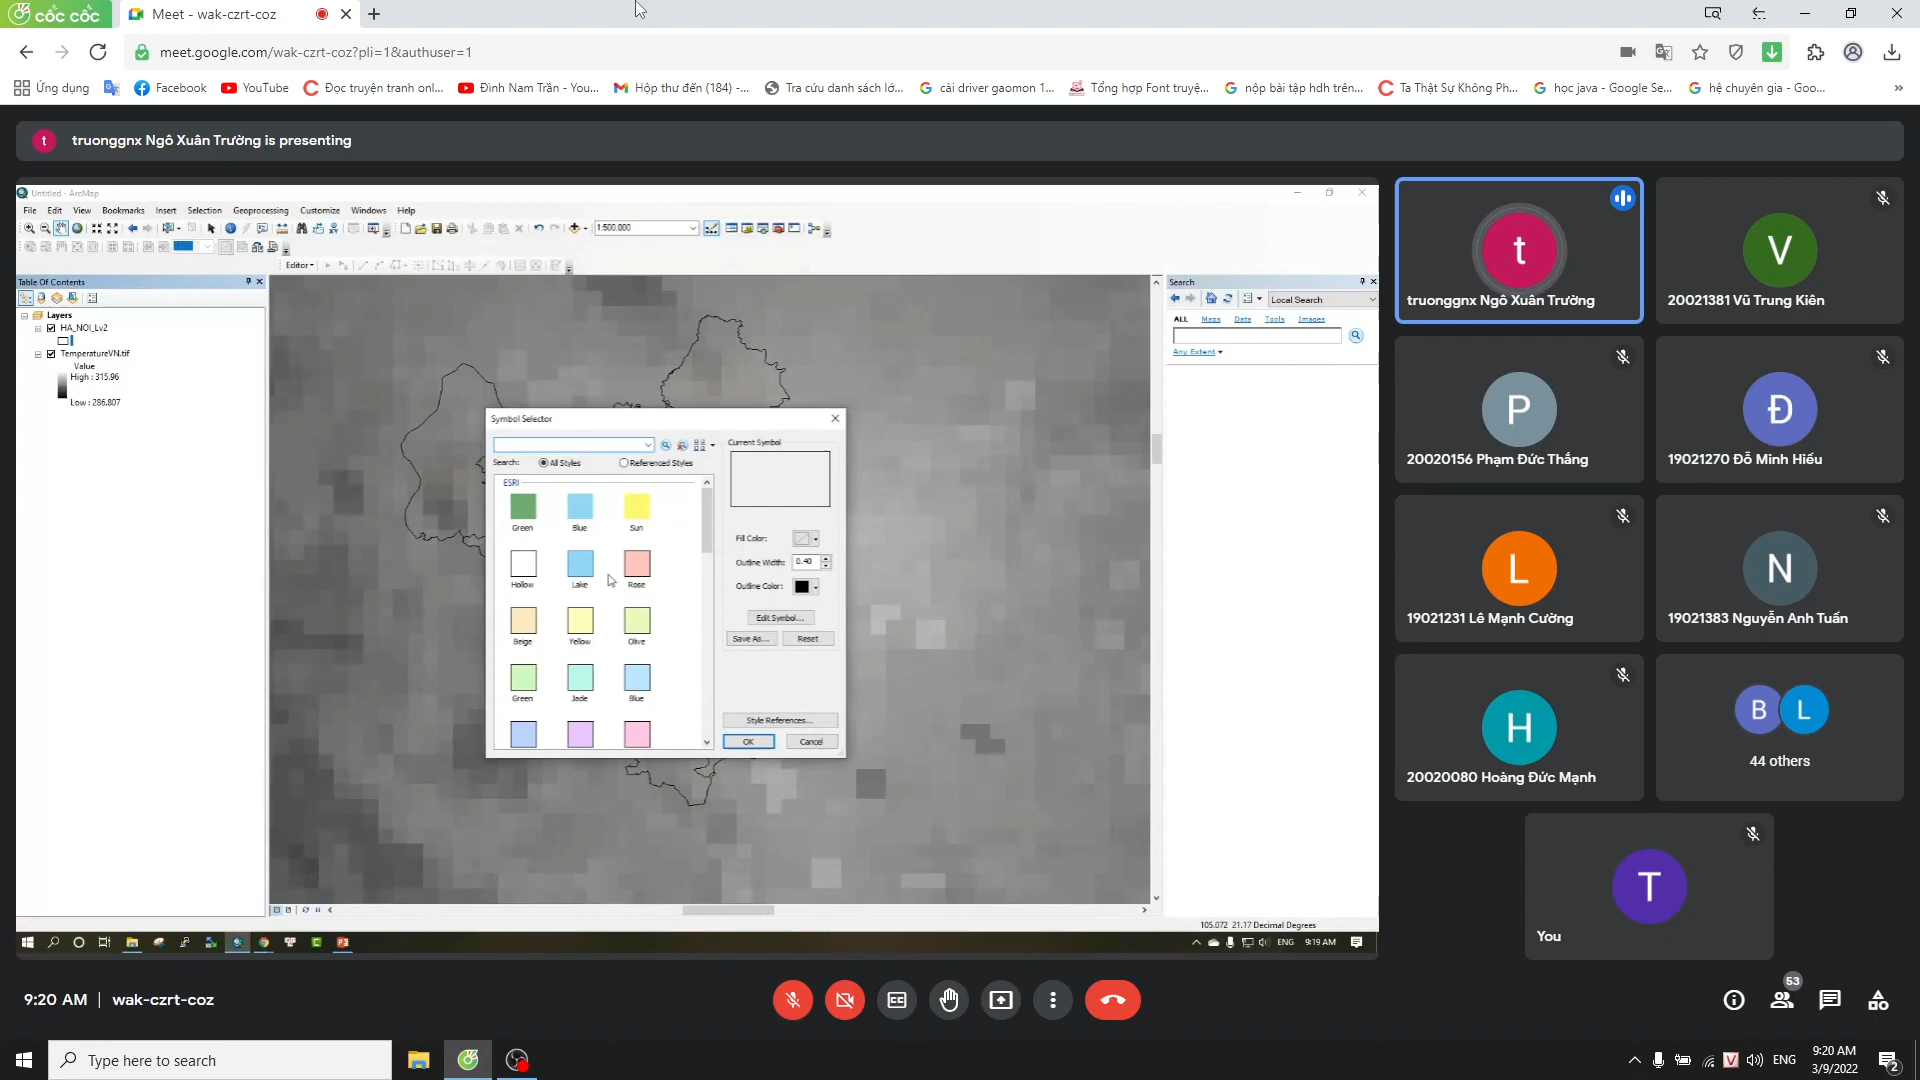 cốc cốc
Meet - wak-czrt-coz
meet.google.com/wak-czrt-coz?pli=1&authuser=1
Ứng dụng
Facebook
YouTube
Đọc truyện tranh onl...
Đình Nam Trần - You...
Hộp thư đến (184) -...
Tra cứu danh sách ló...
cài driver gaomon 1...
Tổng hợp Font truyệ...
nộp bài tập hdh trên...
Ta Thật Sự Không Ph...
học java - Google Se...
hệ chuyên gia - Goo...
t
truonggnx Ngô Xuân Trường is presenting
Untitled - ArcMap
File Edit View Bookmarks Insert Selection Geoprocessing Customize Windows Help
1:500.000
Editor
Table Of Contents
Layers
HA_NOI_Lv2
TemperatureVN.tif
Value
High : 315.96
Low : 286.807
Symbol Selector
Search:
All Styles
Referenced Styles
ESRI
Green
Blue
Sun
Hollow
Lake
Rose
Beige
Yellow
Olive
Green
Jade
Blue
Current Symbol
Fill Color:
Outline Width:
0.40
Outline Color:
Edit Symbol...
Save As...
Reset
Style References...
OK
Cancel
Search
Local Search
ALL
Maps
Data
Tools
Images
Any Extent
105.072 21.17 Decimal Degrees
ENG
9:19 AM
t
truonggnx Ngô Xuân Trường
V
20021381 Vũ Trung Kiên
P
20020156 Phạm Đức Thắng
Đ
19021270 Đỗ Minh Hiếu
L
19021231 Lê Mạnh Cường
N
19021383 Nguyễn Anh Tuấn
H
20020080 Hoàng Đức Mạnh
B
L
44 others
T
You
9:20 AM | wak-czrt-coz
53
Type here to search
ENG
9:20 AM
3/9/2022
2